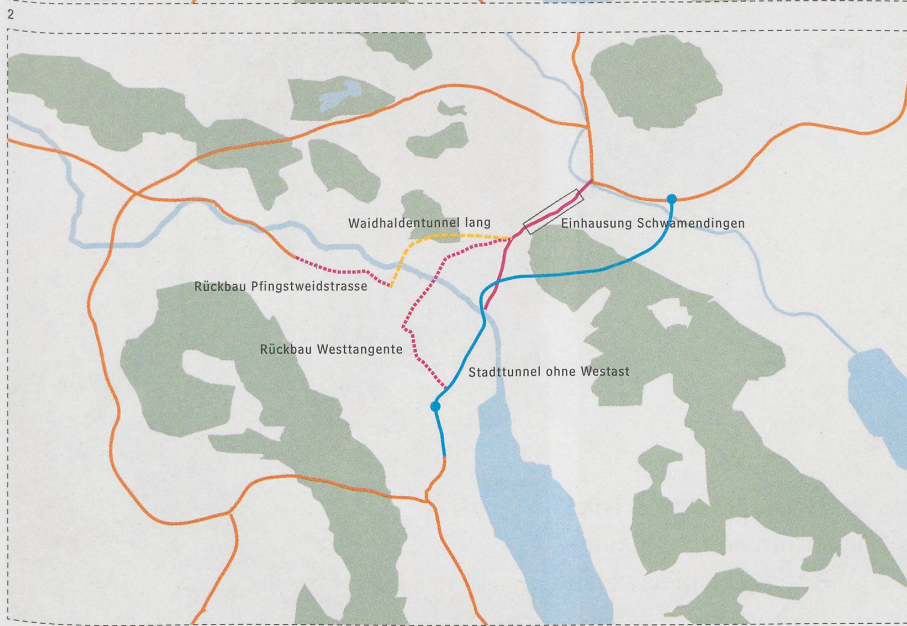 2
Waidhaldentunnel lang
Einhausung Schwamendingen
Rückbau Pfingstweidstrasse
Rückbau Westtangente
Stadttunnel ohne Westast